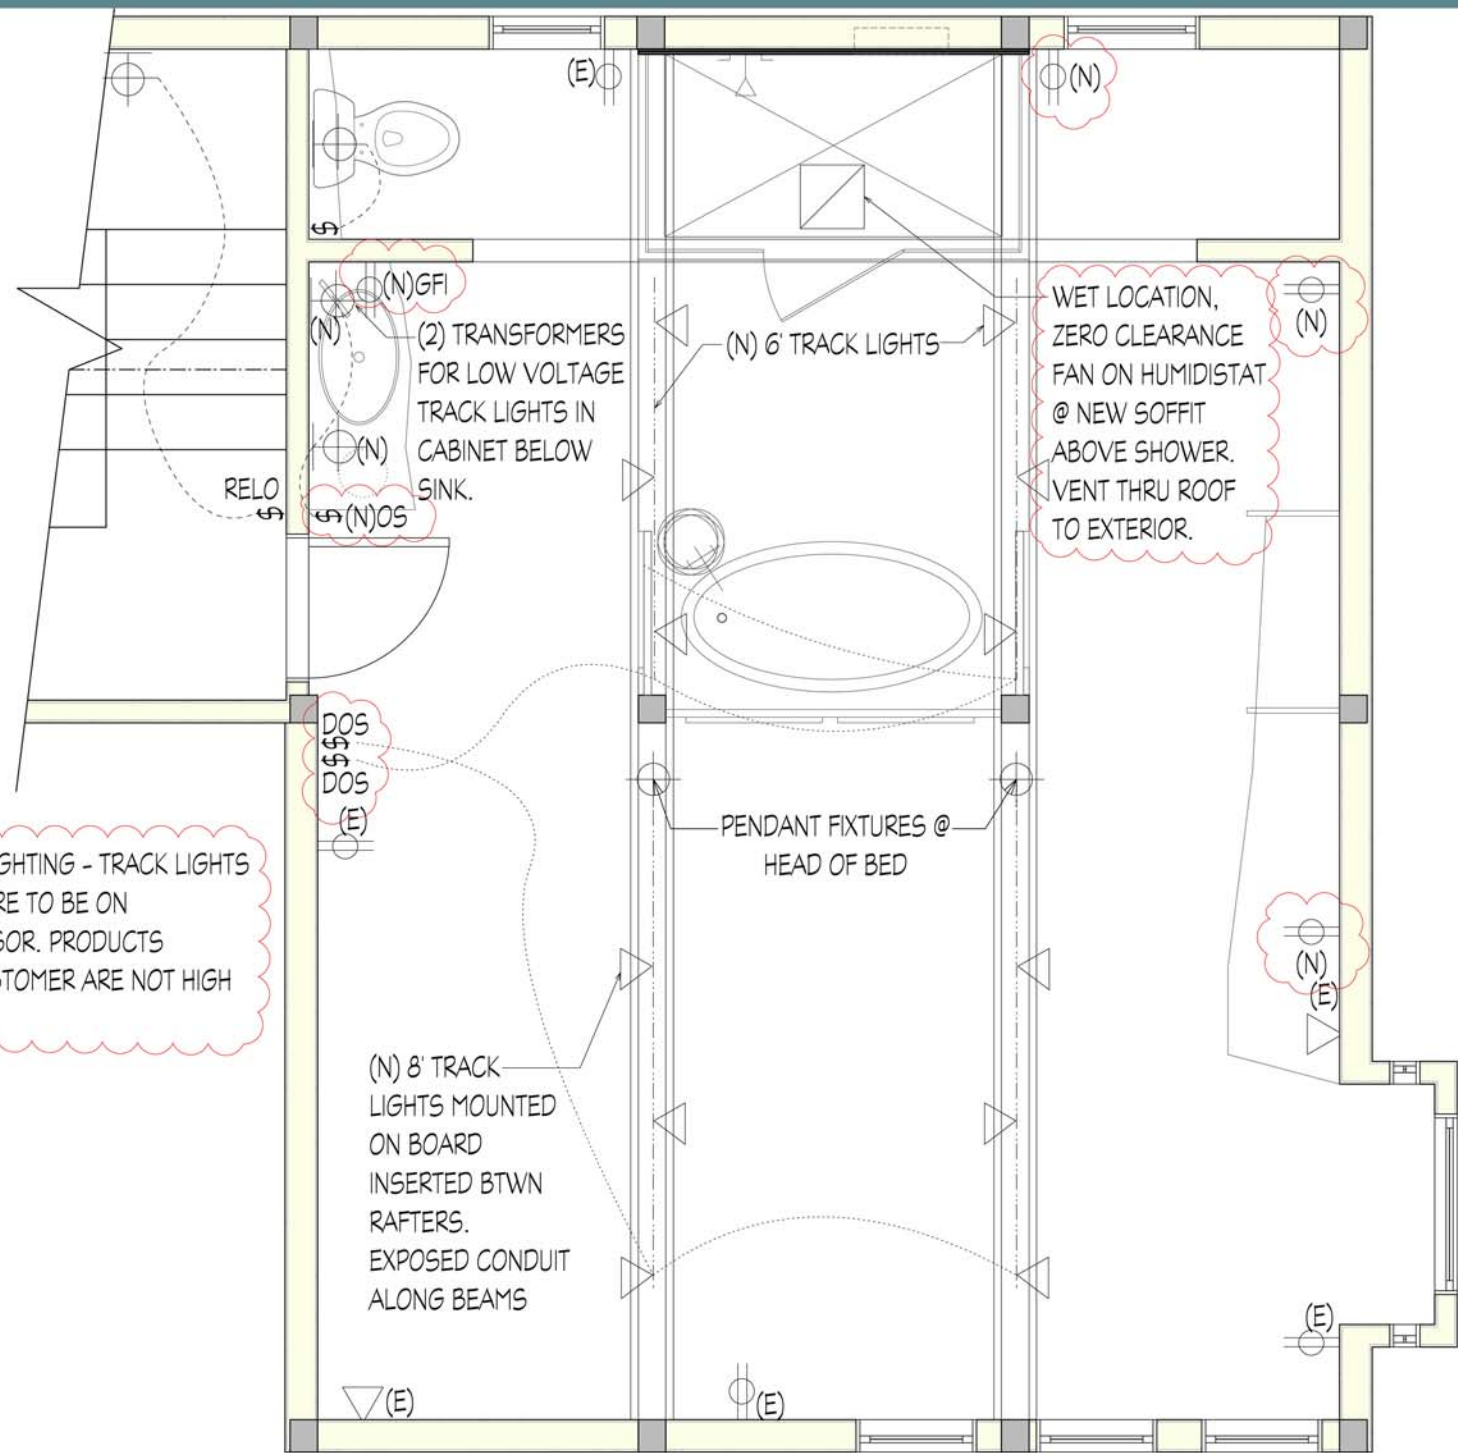 (E)
(N)
$
(N)GFI
(N)
(2) TRANSFORMERS
FOR LOW VOLTAGE
TRACK LIGHTS IN
CABINET BELOW
SINK.
(N)
(N) 6' TRACK LIGHTS
WET LOCATION,
ZERO CLEARANCE
FAN ON HUMIDISTAT
@ NEW SOFFIT
ABOVE SHOWER.
VENT THRU ROOF
TO EXTERIOR.
(N)
RELO
$
$ (N)OS
DOS
$$
$$
DOS
(E)
PENDANT FIXTURES @
HEAD OF BED
GHTING - TRACK LIGHTS
RE TO BE ON
SOR. PRODUCTS
STOMER ARE NOT HIGH
(N)
(E)
(N) 8' TRACK
LIGHTS MOUNTED
ON BOARD
INSERTED BTWN
RAFTERS.
EXPOSED CONDUIT
ALONG BEAMS
(E)
(E)
(E)